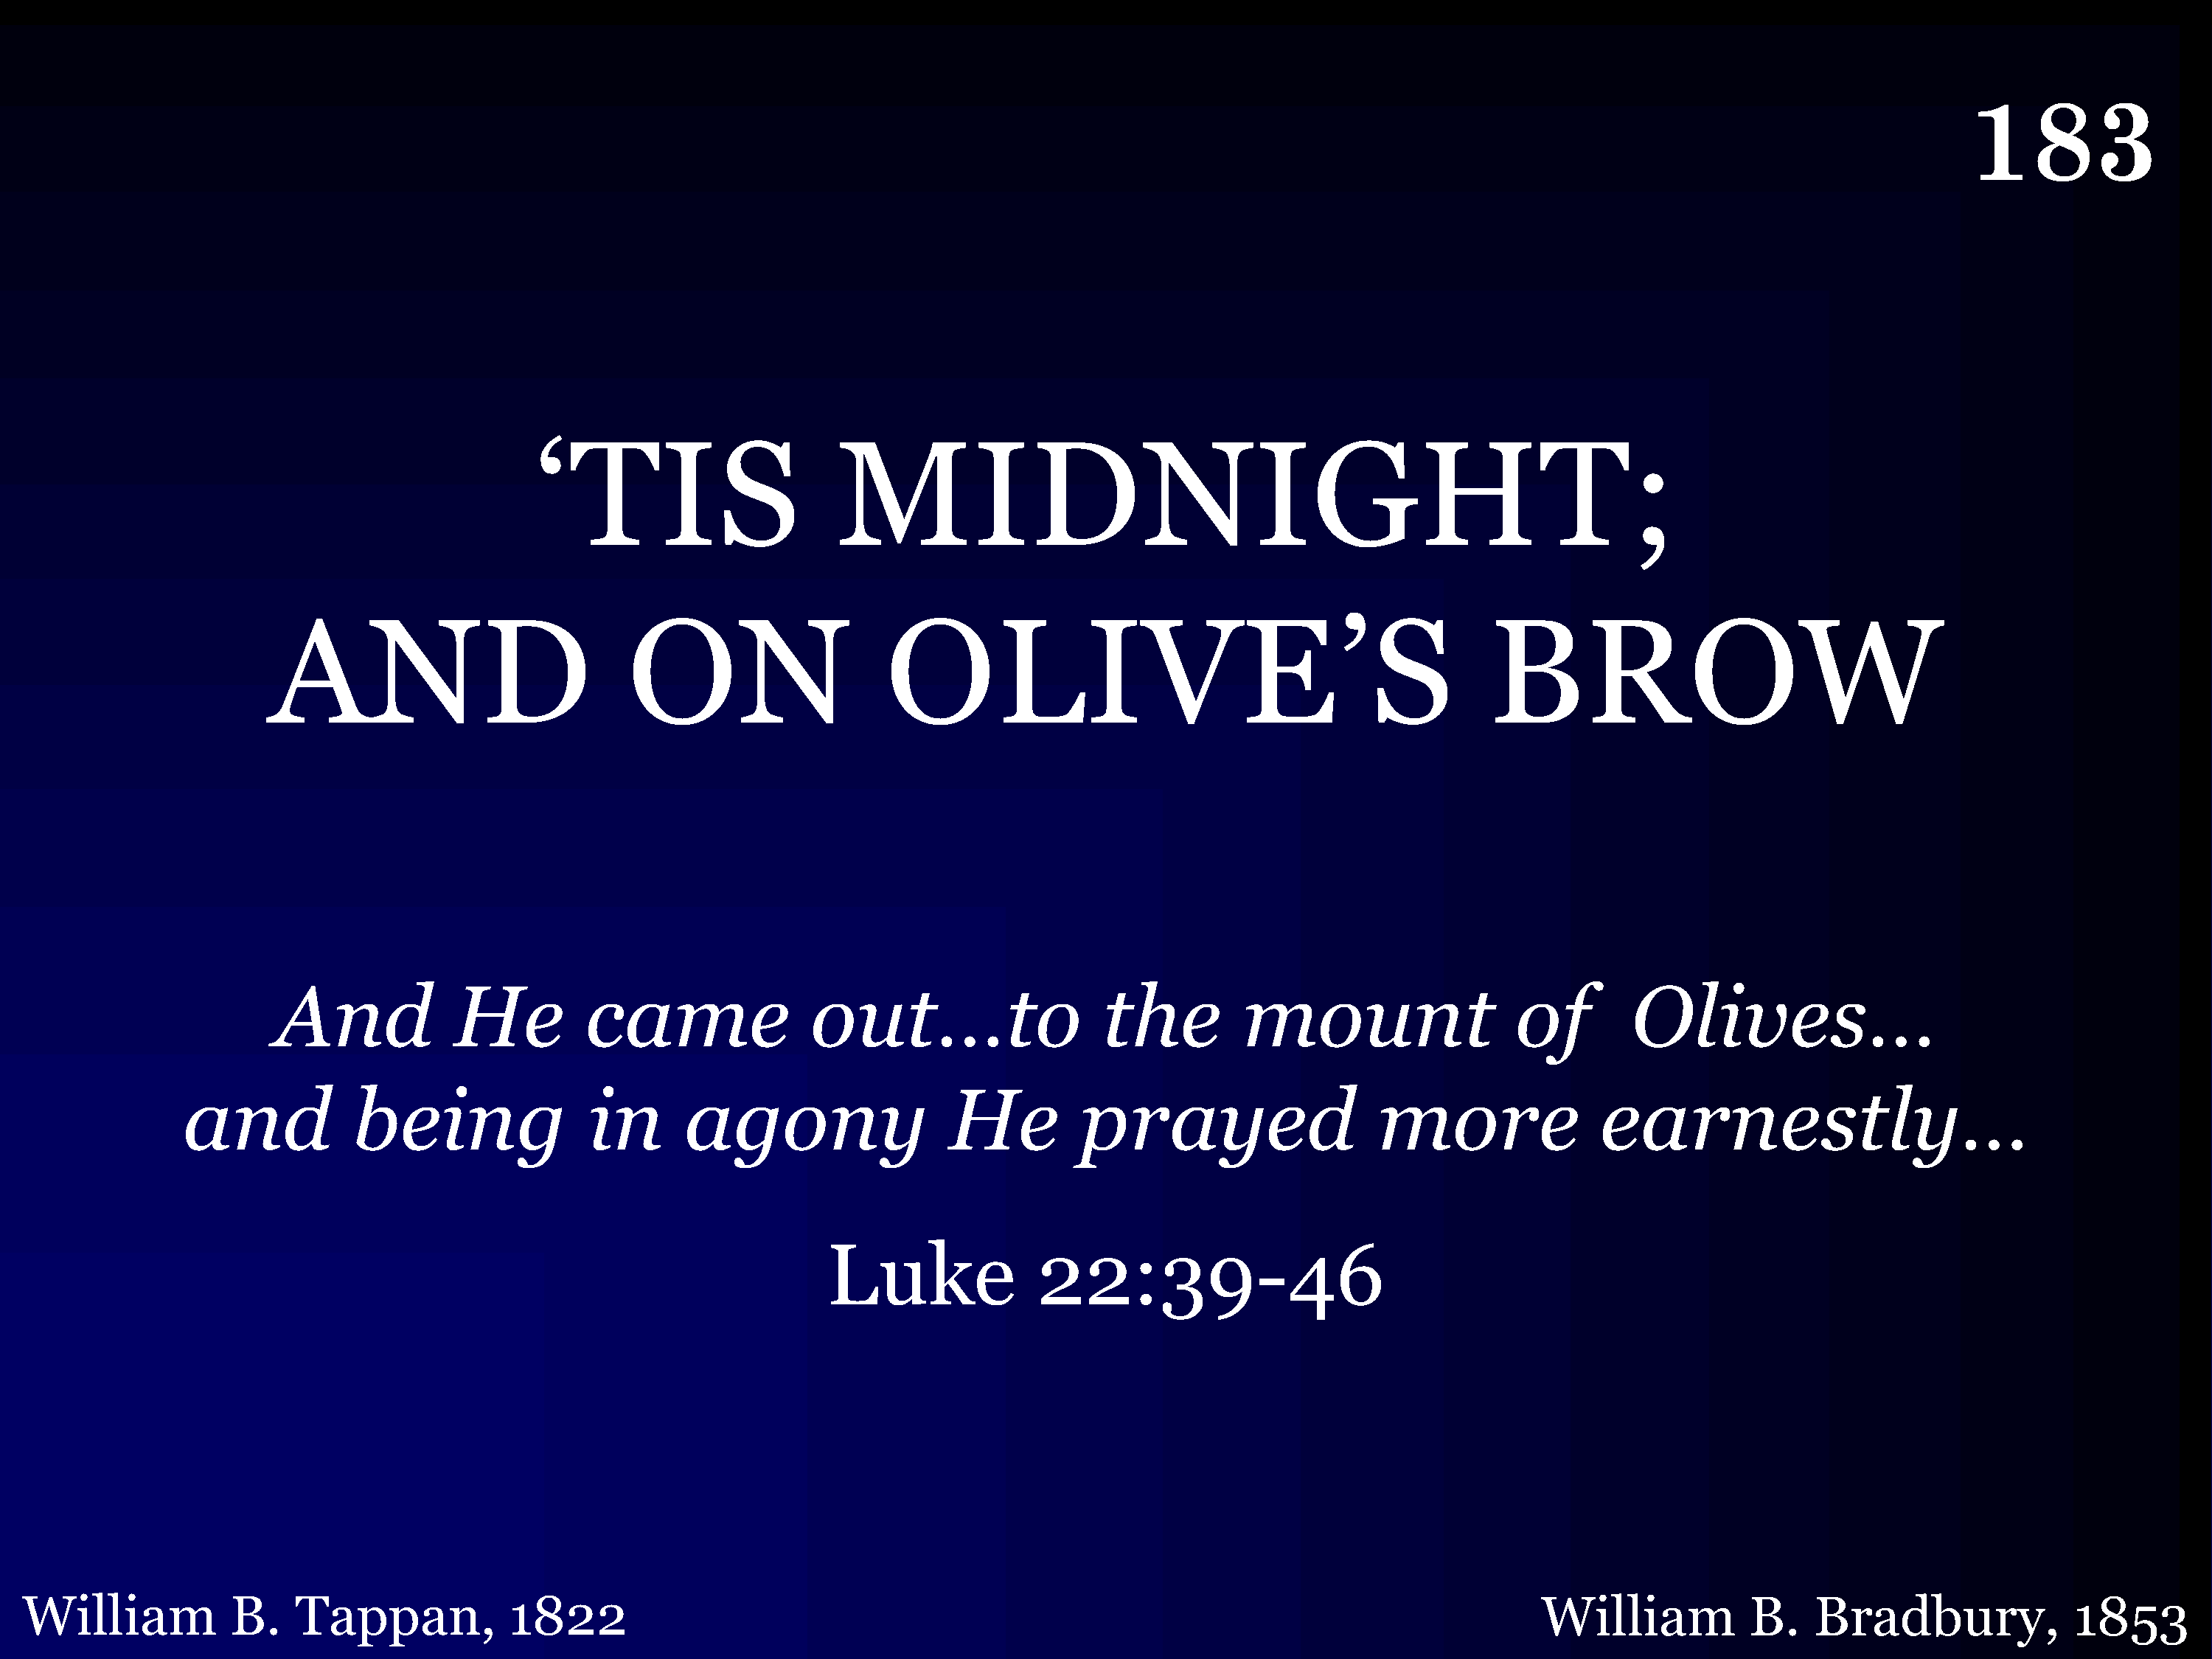 183
‘TIS MIDNIGHT;
AND ON OLIVE’S BROW
And He came out…to the mount of Olives…
and being in agony He prayed more earnestly…
Luke 22:39-46
William B. Tappan, 1822
William B. Bradbury, 1853